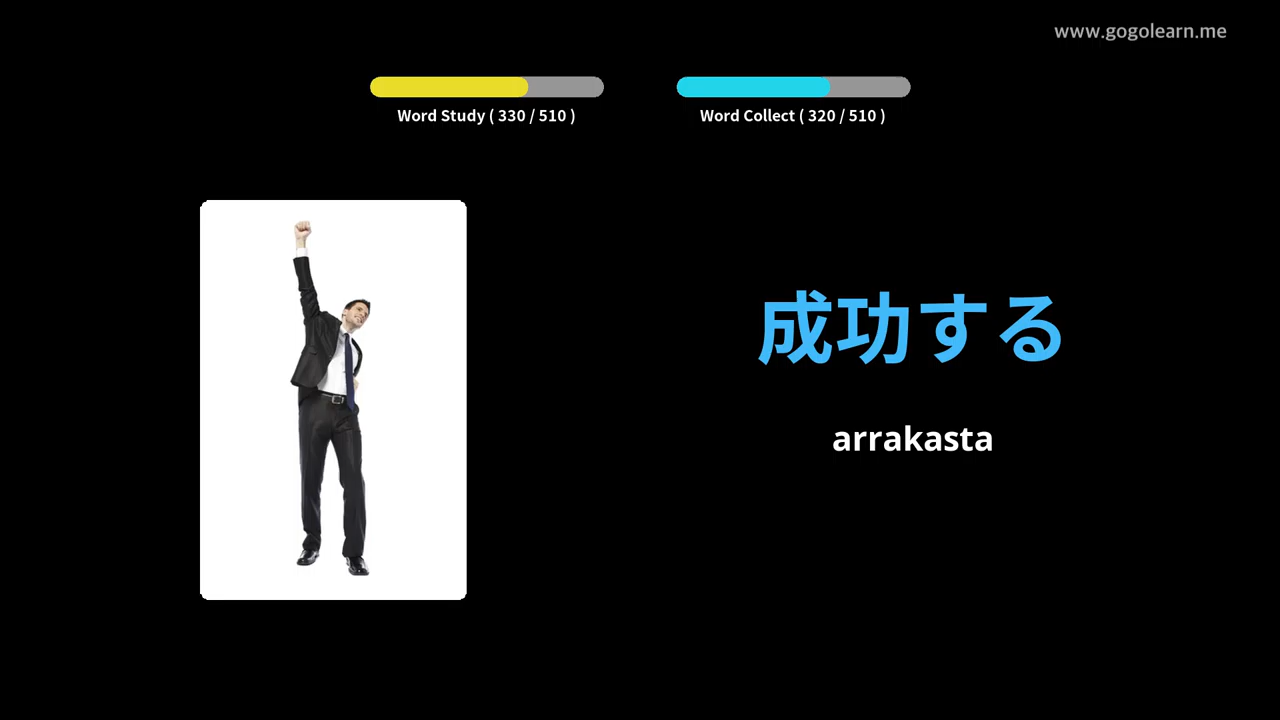 www.gogolearn.me
Word Study ( 330 / 510 )
Word Collect ( 320 / 510 )
成功する
arrakasta